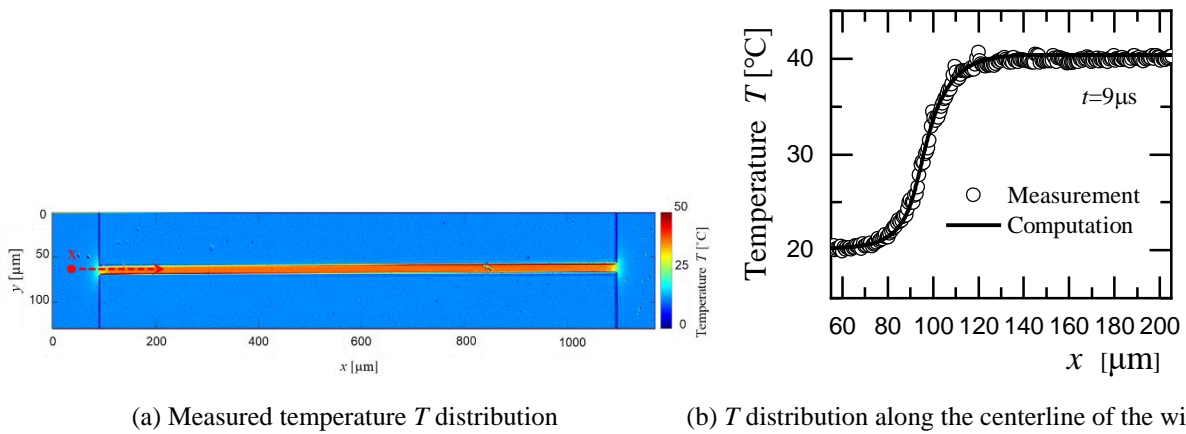 0
50
100
y [μm]
X
0
200
400
600
800
1000
x [μm]
50
25
0
Temperature T [°C]
(a) Measured temperature T distribution
40
30
20
Temperature T [°C]
t=9μs
Measurement
Computation
60 80 100 120 140 160 180 200
x [μm]
(b) T distribution along the centerline of the wi